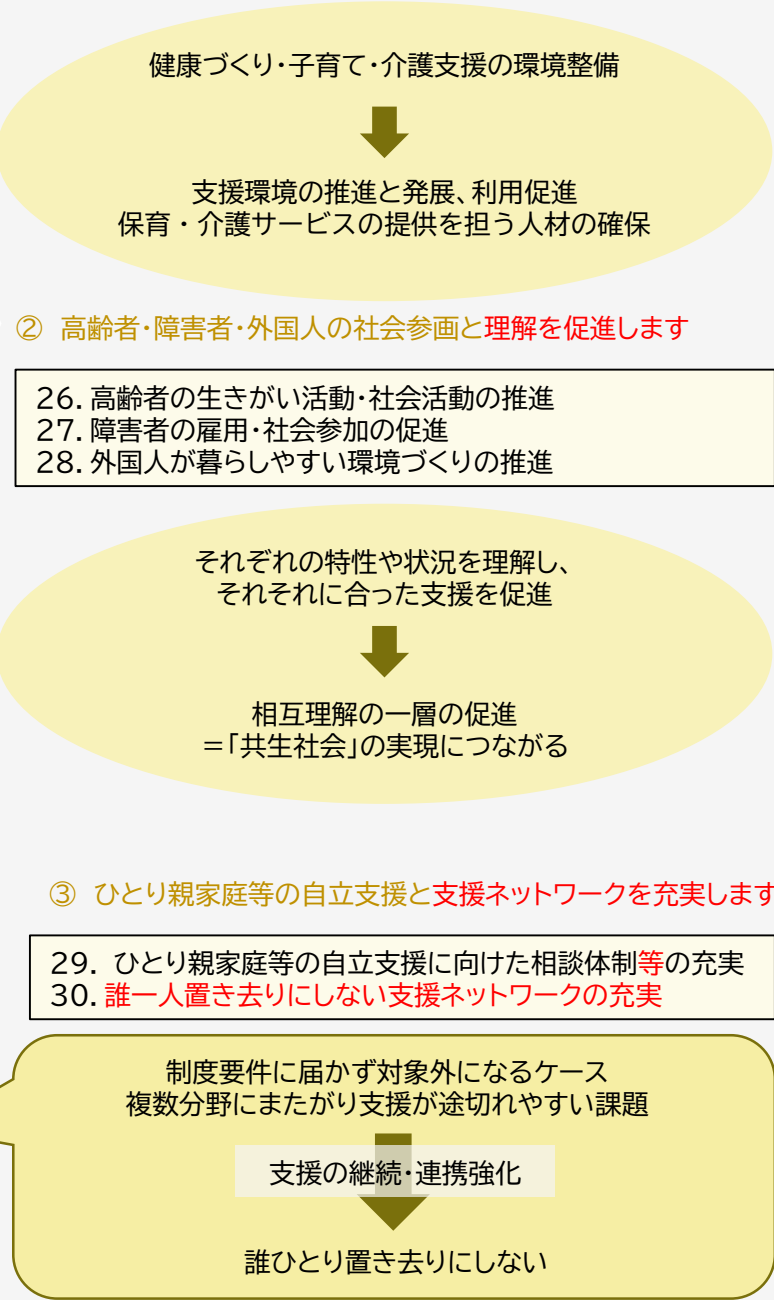 健康づくり・子育て・介護支援の環境整備
支援環境の推進と発展、利用促進
保育・介護サービスの提供を担う人材の確保
② 高齢者・障害者・外国人の社会参画と理解を促進します
26. 高齢者の生きがい活動・社会活動の推進
27. 障害者の雇用・社会参加の促進
28. 外国人が暮らしやすい環境づくりの推進
それぞれの特性や状況を理解し、
それそれに合った支援を促進
相互理解の一層の促進
＝「共生社会」の実現につながる
③ ひとり親家庭等の自立支援と支援ネットワークを充実します
29. ひとり親家庭等の自立支援に向けた相談体制等の充実
30. 誰一人置き去りにしない支援ネットワークの充実
制度要件に届かず対象外になるケース
複数分野にまたがり支援が途切れやすい課題
支援の継続・連携強化
誰ひとり置き去りにしない